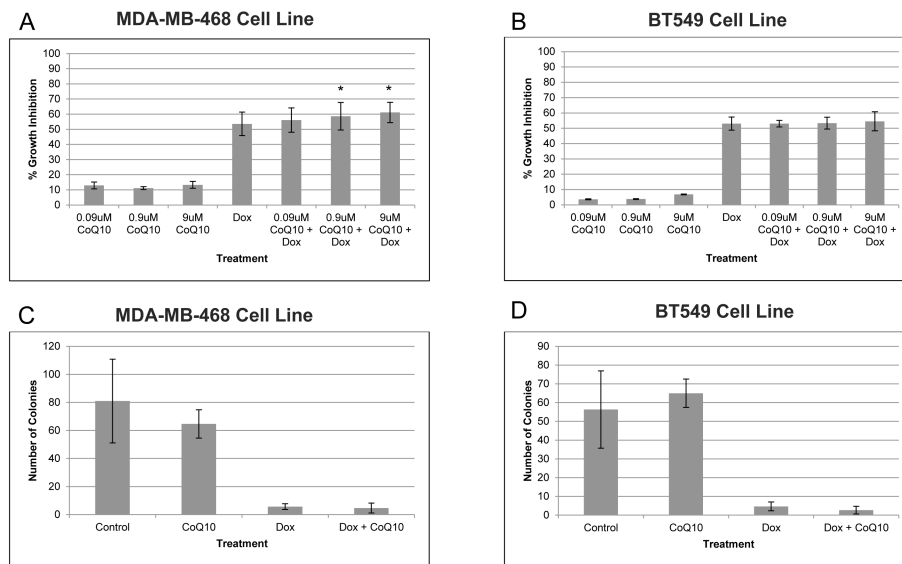 A
MDA-MB-468 Cell Line
% Growth Inhibition
100
90
80
70
60
50
40
30
20
10
0
* *
0.09uM CoQ10
0.9uM CoQ10
9uM CoQ10
Dox
0.09uM CoQ10 + Dox
0.9uM CoQ10 + Dox
9uM CoQ10 + Dox
Treatment
B
BT549 Cell Line
% Growth Inhibition
100
90
80
70
60
50
40
30
20
10
0
0.09uM CoQ10
0.9uM CoQ10
9uM CoQ10
Dox
0.09uM CoQ10 + Dox
0.9uM CoQ10 + Dox
9uM CoQ10 + Dox
Treatment
C
MDA-MB-468 Cell Line
Number of Colonies
120
100
80
60
40
20
0
Control CoQ10 Dox Dox + CoQ10
Treatment
D
BT549 Cell Line
Number of Colonies
90
80
70
60
50
40
30
20
10
0
Control CoQ10 Dox Dox + CoQ10
Treatment